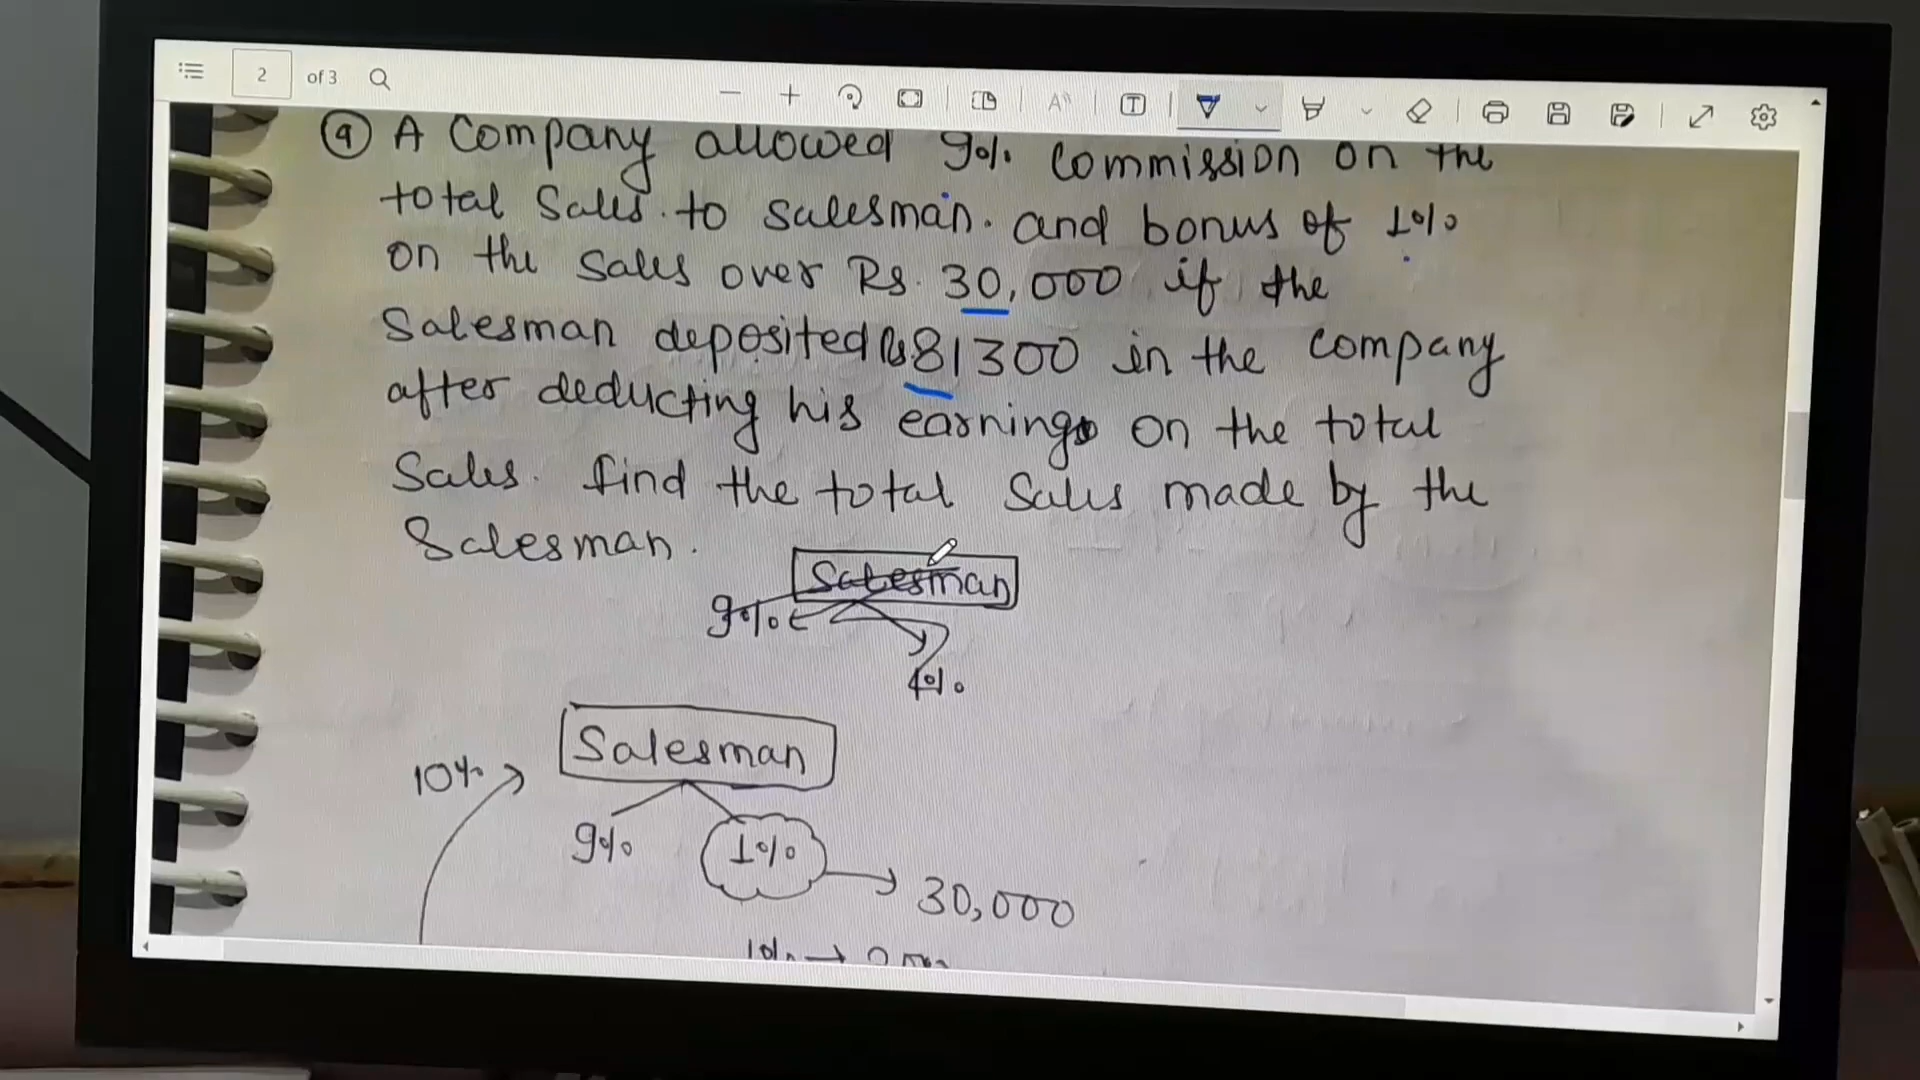 2 of 3
9 A Company allowed 9% Commission on the
total Sales. to salesman. and bonus of 1%
on the sales over Rs. 30,000 if the
Salesman deposited Rs 81300 in the company
after deducting his earnings on the total
Sales. find the total Sales made by the
Salesman.
Salesman
9%
Salesman
10%
9% 1%
30,000